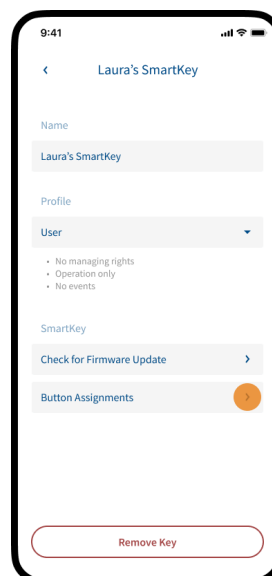 9:41
Laura's SmartKey
Name
Laura's SmartKey
Profile
User
• No managing rights
• Operation only
• No events
SmartKey
Check for Firmware Update
Button Assignments
Remove Key